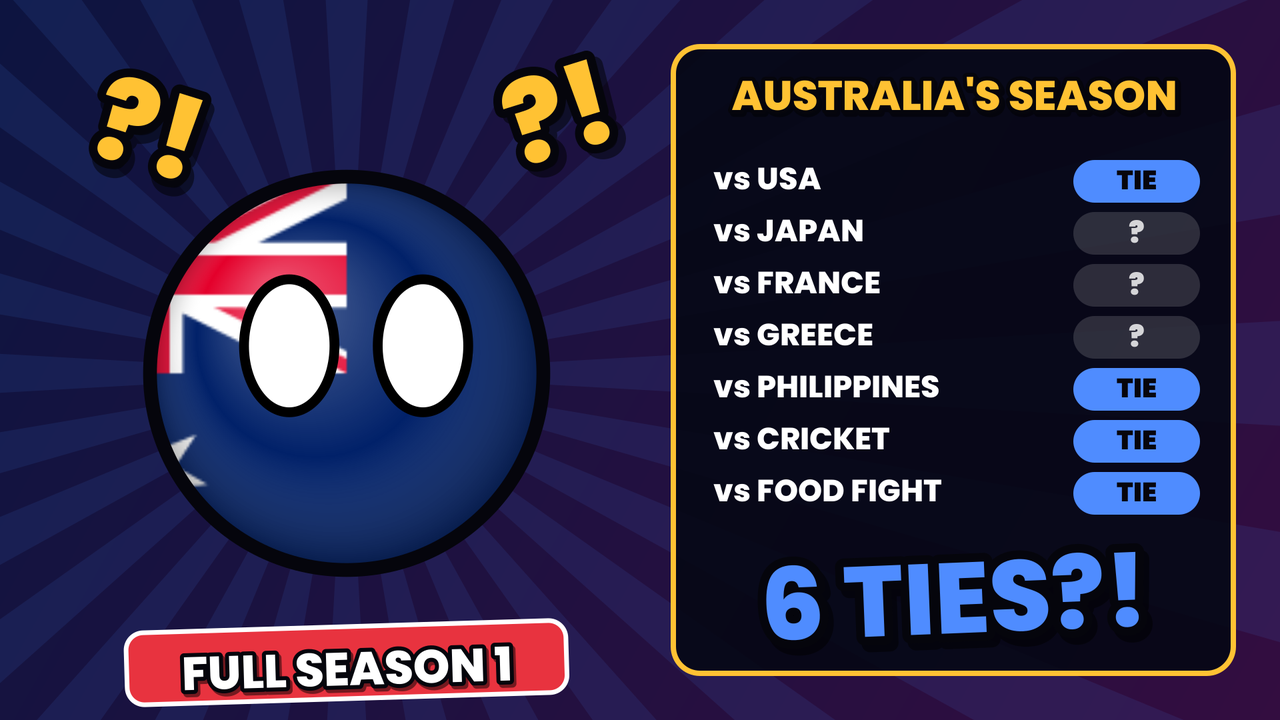 ?! ?!
AUSTRALIA'S SEASON
vs USA TIE
vs JAPAN ?
vs FRANCE ?
vs GREECE ?
vs PHILIPPINES TIE
vs CRICKET TIE
vs FOOD FIGHT TIE
6 TIES?!
FULL SEASON 1